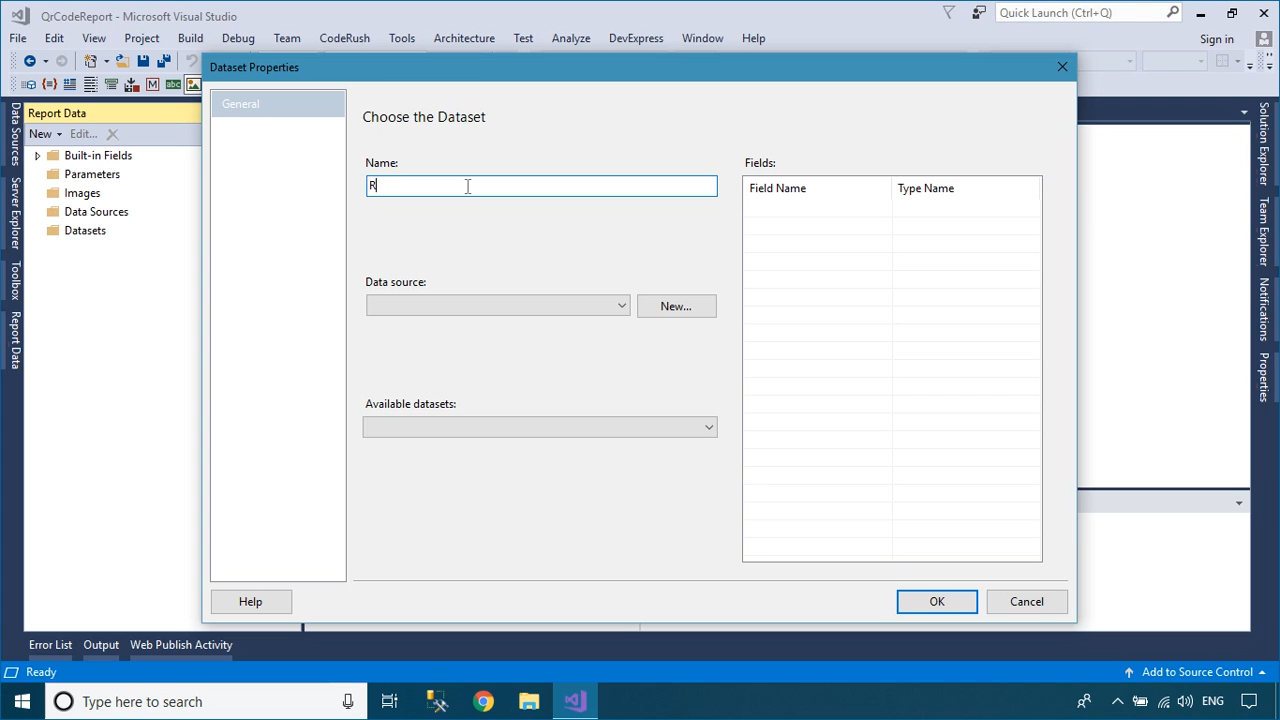 QrCodeReport - Microsoft Visual Studio
Quick Launch (Ctrl+Q)
File Edit View Project Build Debug Team CodeRush Tools Architecture Test Analyze DevExpress Window Help
Sign in
Dataset Properties
M abc
Data Sources
Server Explorer
Toolbox
Report Data
Report Data
New Edit...
Built-in Fields
Parameters
Images
Data Sources
Datasets
General
Choose the Dataset
Name:
R
Data source:
New...
Available datasets:
Fields:
Field Name Type Name
Help
OK Cancel
Solution Explorer
Team Explorer
Notifications
Properties
Error List Output Web Publish Activity
Ready
Add to Source Control
Type here to search
ENG